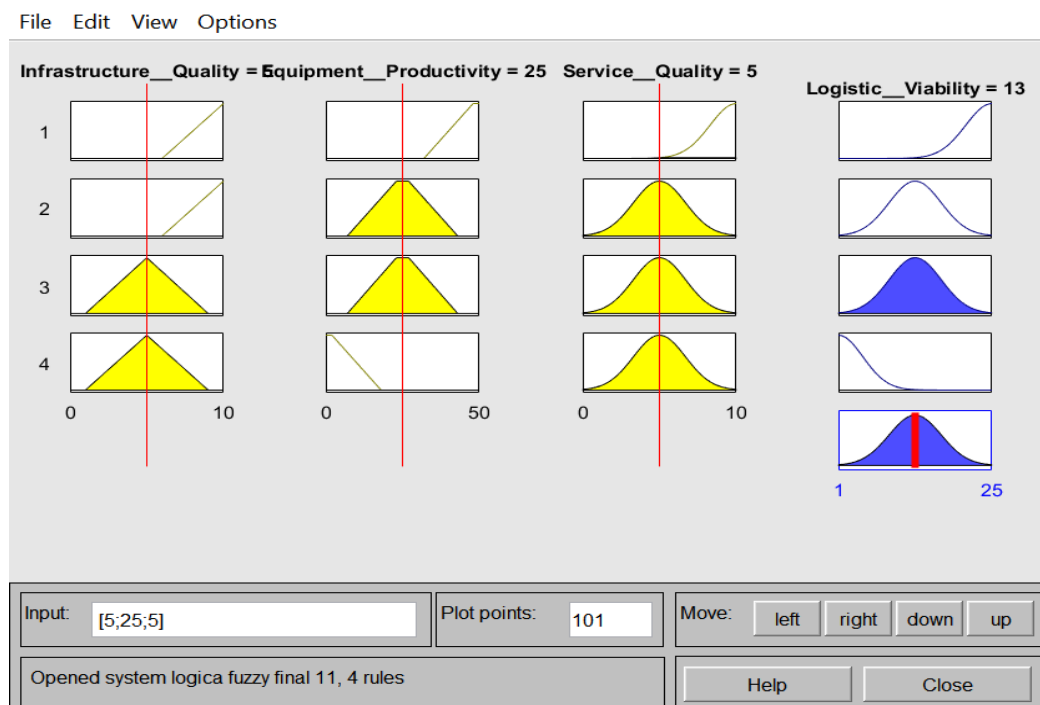 File Edit View Options
Infrastructure__Quality = 5 Equipment__Productivity = 25 Service__Quality = 5
Logistic__Viability = 13
1
2
3
4
0 10 0 50 0 10
1 25
Input: [5;25;5] Plot points: 101 Move: left right down up
Opened system logica fuzzy final 11, 4 rules Help Close